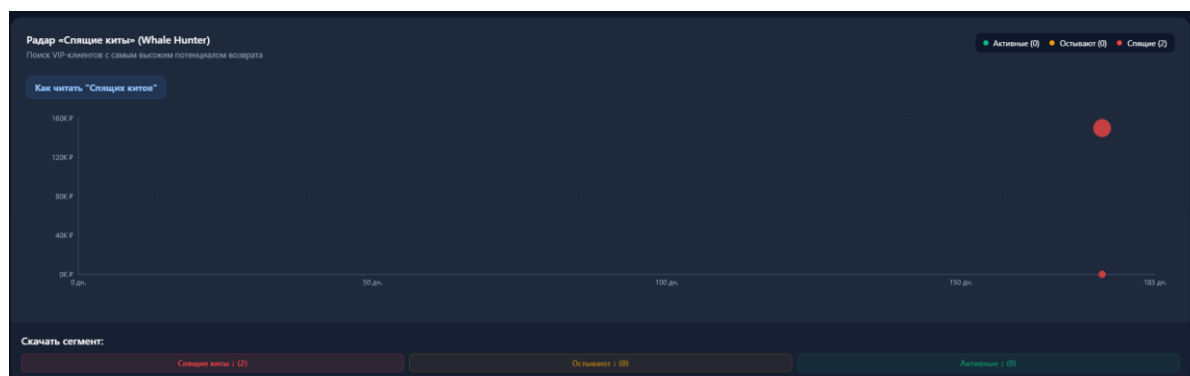 Радар «Спящие киты» (Whale Hunter)
Поиск VIP-клиентов с самым высоким потенциалом возврата
Активные (0) Остывают (0) Спящие (2)
Как читать "Спящих китов"
160K ₽
120K ₽
80K ₽
40K ₽
0K ₽
0 дн. 50 дн. 100 дн. 150 дн. 183 дн.
Скачать сегмент:
Спящие киты ↓ (2) Остывают ↓ (0) Активные ↓ (0)